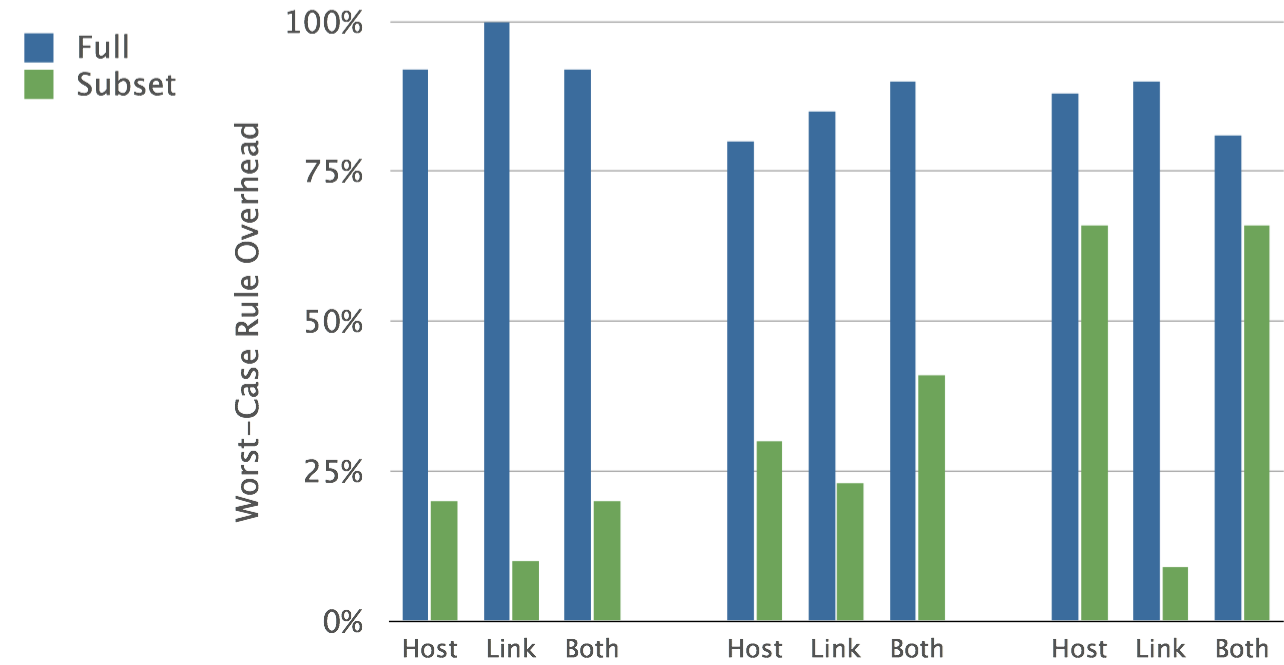 Full
Subset
Worst-Case Rule Overhead
100%
75%
50%
25%
0%
Host Link Both Host Link Both Host Link Both